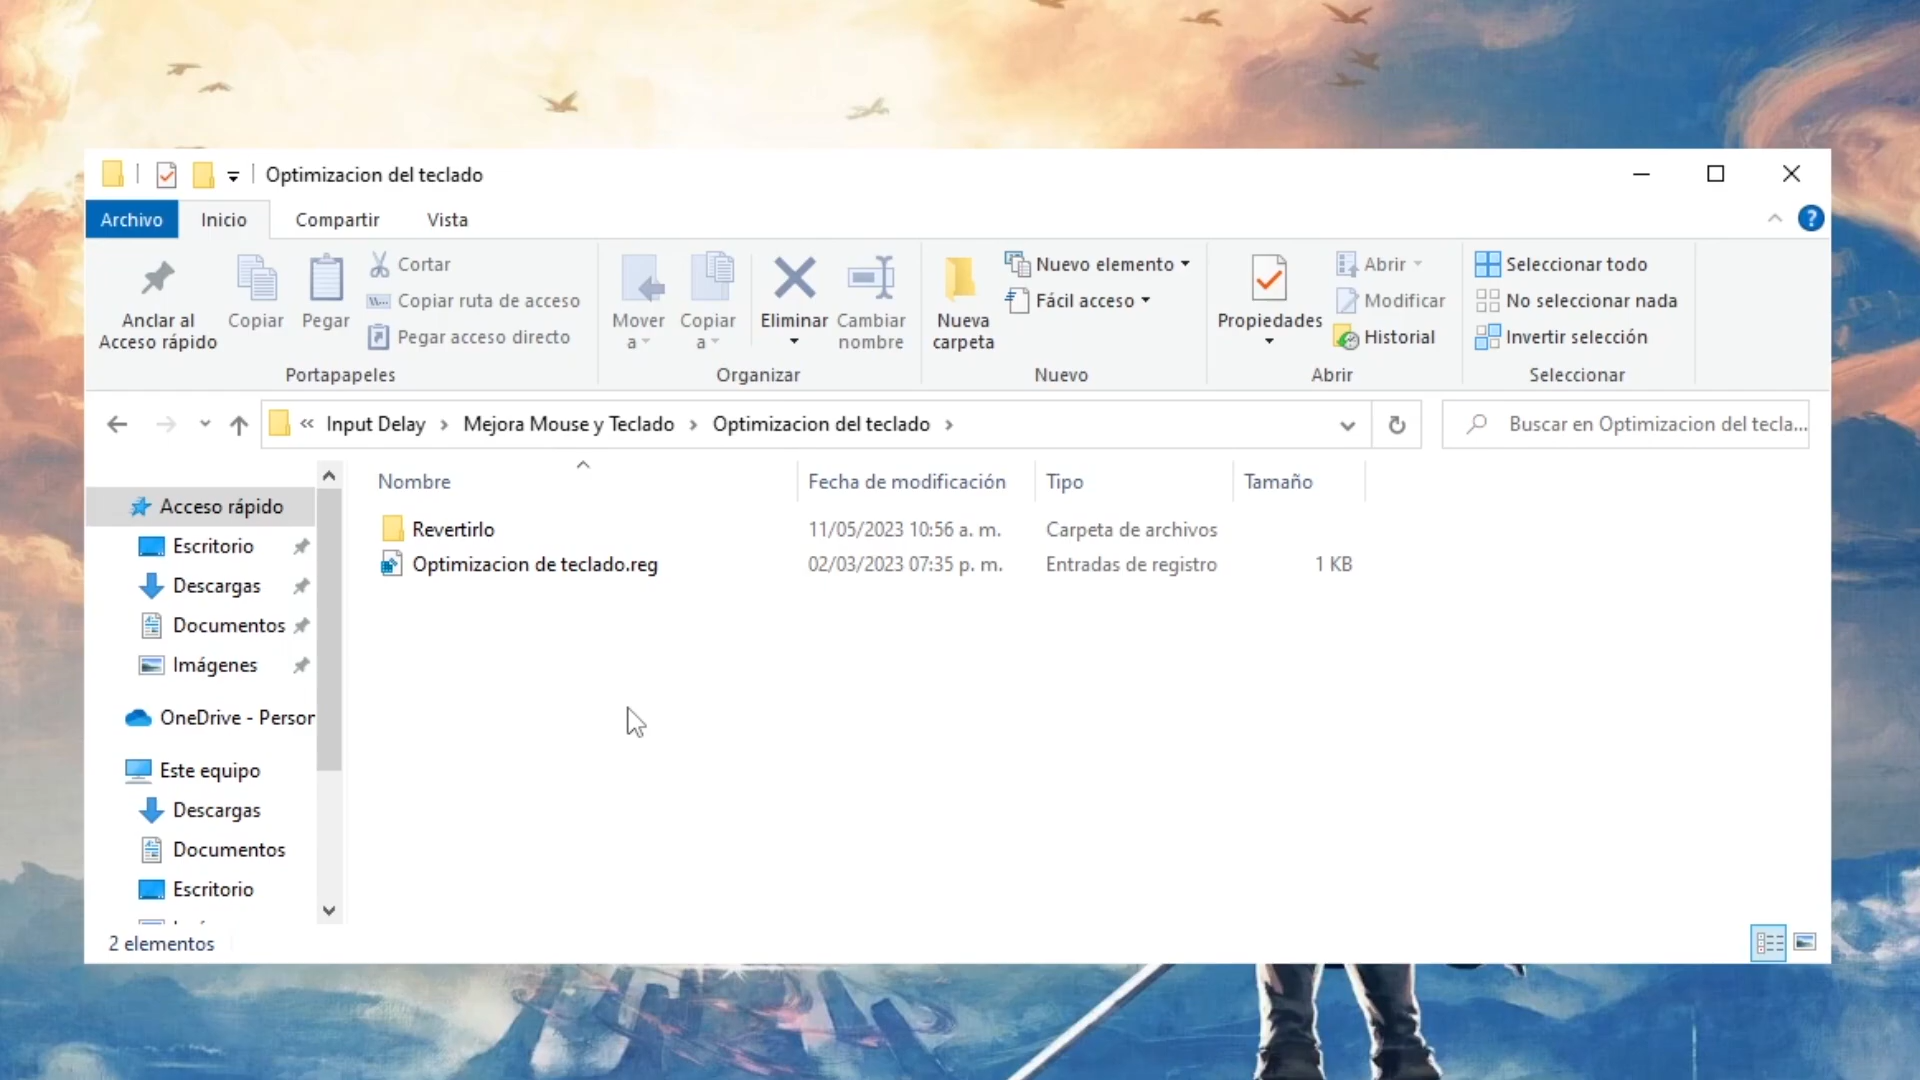 Optimizacion del teclado
Archivo Inicio Compartir Vista
?
Anclar al
Acceso rápido
Copiar
Pegar
Cortar
Copiar ruta de acceso
Pegar acceso directo
Portapapeles
Mover
a
Copiar
a
Eliminar
Cambiar
nombre
Organizar
Nueva
carpeta
Nuevo elemento
Fácil acceso
Nuevo
Propiedades
Abrir
Modificar
Historial
Abrir
Seleccionar todo
No seleccionar nada
Invertir selección
Seleccionar
« Input Delay > Mejora Mouse y Teclado > Optimizacion del teclado >
Buscar en Optimizacion del tecla...
Acceso rápido
Escritorio
Descargas
Documentos
Imágenes
OneDrive - Person
Este equipo
Descargas
Documentos
Escritorio
Nombre Fecha de modificación Tipo Tamaño
Revertirlo 11/05/2023 10:56 a. m. Carpeta de archivos
Optimizacion de teclado.reg 02/03/2023 07:35 p. m. Entradas de registro 1 KB
2 elementos